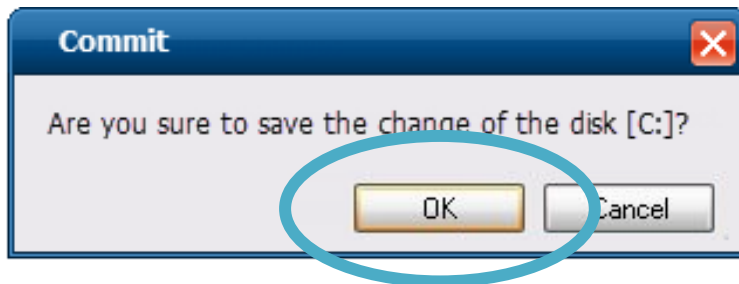 Commit
Are you sure to save the change of the disk [C:]?
OK Cancel